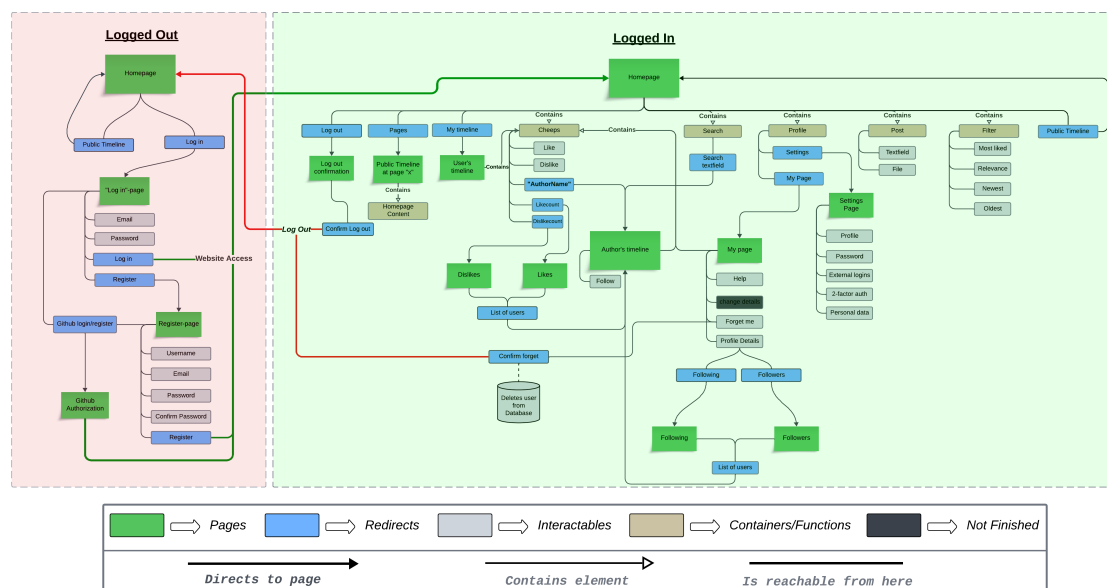 Logged Out
Homepage
Public Timeline
Log in
"Log in"-page
Email
Password
Log in
Register
Website Access
Github login/register
Register-page
Username
Email
Password
Confirm Password
Register
Github
Authorization
Logged In
Homepage
Log out
Log out
confirmation
Confirm Log out
Log Out
Pages
Public Timeline
at page "x"
Contains
Homepage
Content
My timeline
User's
timeline
Contains
Contains
Cheeps
Contains
Like
Dislike
"AuthorName"
Likecount
Dislikecount
Dislikes
Likes
List of users
Contains
Search
Search
textfield
Author's timeline
Follow
Contains
Profile
Settings
My Page
Settings
Page
Profile
Password
External logins
2-factor auth
Personal data
My page
Help
change details
Forget me
Profile Details
Confirm forget
Deletes user
from
Database
Following
Followers
Following
Followers
List of users
Contains
Post
Textfield
File
Contains
Filter
Most liked
Relevance
Newest
Oldest
Public Timeline
Pages
Redirects
Interactables
Containers/Functions
Not Finished
Directs to page
Contains element
Is reachable from here